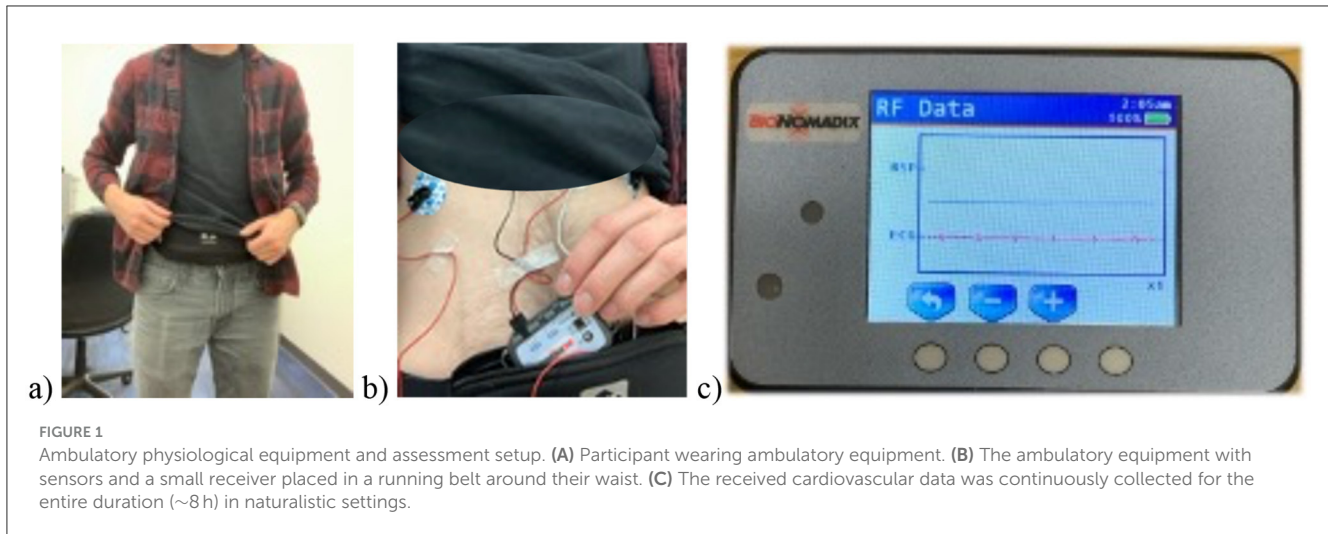 BIONOMADIX
RF Data
2:05am
100%
RSP
ECG
X1
a)
b)
c)
FIGURE 1
Ambulatory physiological equipment and assessment setup. (A) Participant wearing ambulatory equipment. (B) The ambulatory equipment with
sensors and a small receiver placed in a running belt around their waist. (C) The received cardiovascular data was continuously collected for the
entire duration (~8 h) in naturalistic settings.